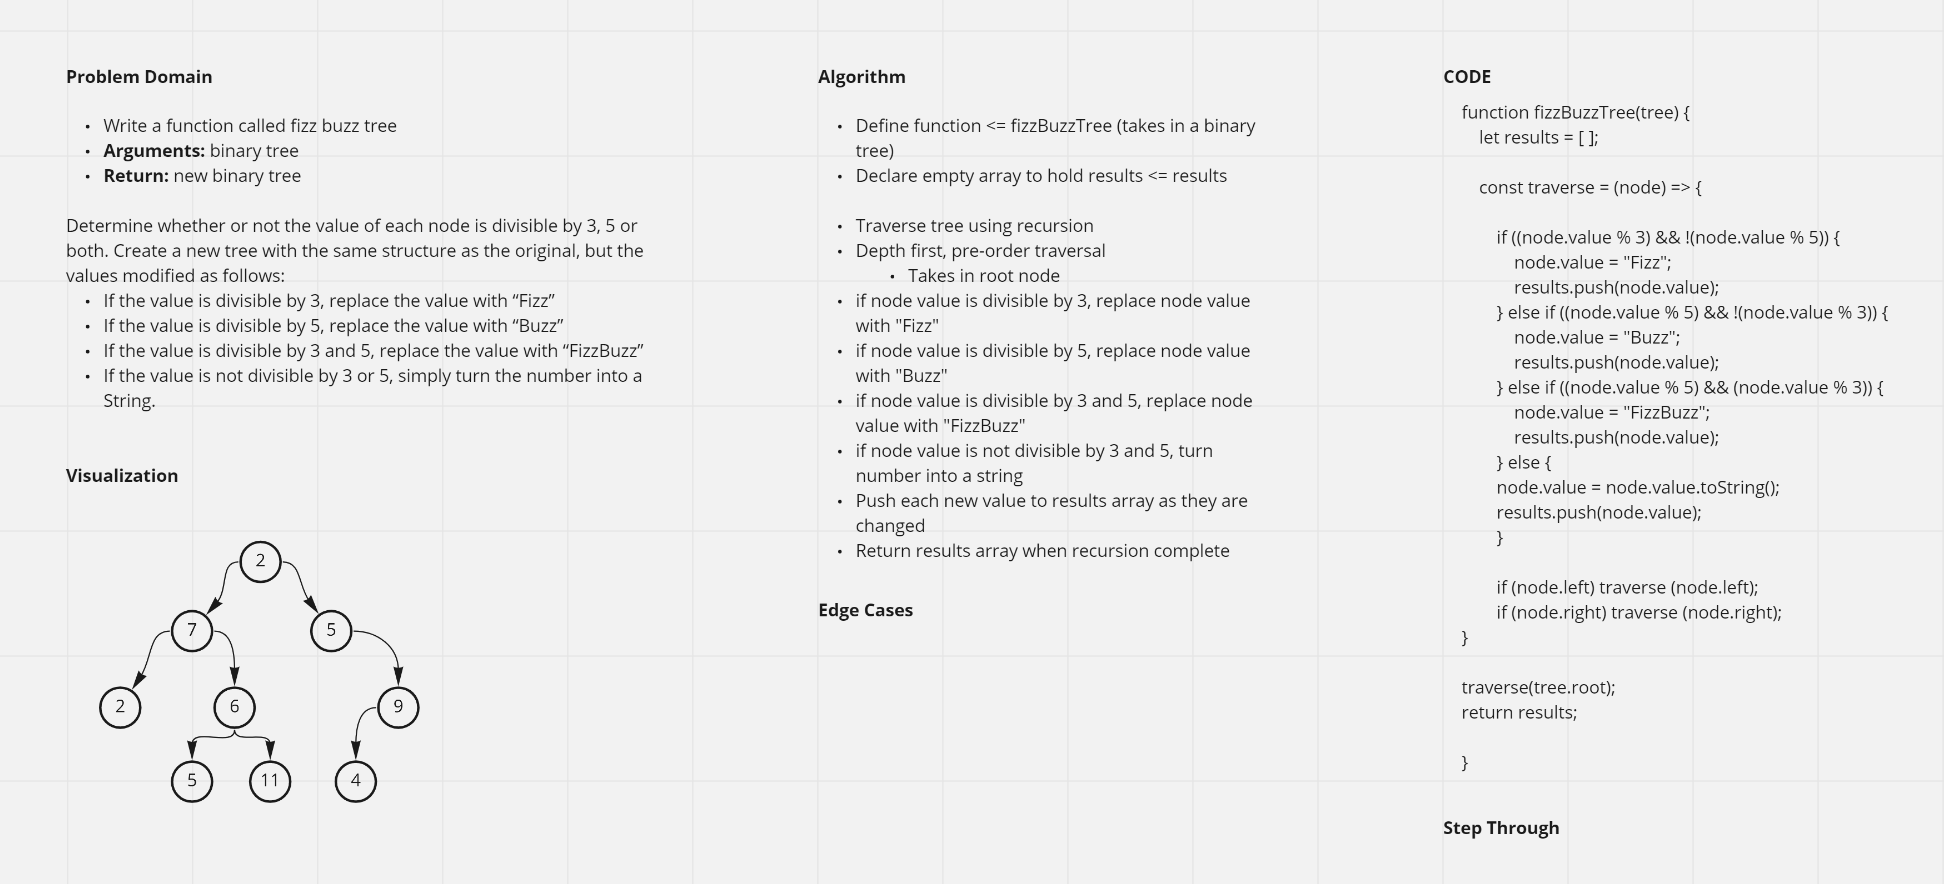 Problem Domain
• Write a function called fizz buzz tree
• Arguments: binary tree
• Return: new binary tree
Determine whether or not the value of each node is divisible by 3, 5 or
both. Create a new tree with the same structure as the original, but the
values modified as follows:
• If the value is divisible by 3, replace the value with “Fizz”
• If the value is divisible by 5, replace the value with “Buzz”
• If the value is divisible by 3 and 5, replace the value with “FizzBuzz”
• If the value is not divisible by 3 or 5, simply turn the number into a
String.
Visualization
2
7 5
2 6 9
5 11 4
Algorithm
• Define function <= fizzBuzzTree (takes in a binary
tree)
• Declare empty array to hold results <= results
• Traverse tree using recursion
• Depth first, pre-order traversal
• Takes in root node
• if node value is divisible by 3, replace node value
with "Fizz"
• if node value is divisible by 5, replace node value
with "Buzz"
• if node value is divisible by 3 and 5, replace node
value with "FizzBuzz"
• if node value is not divisible by 3 and 5, turn
number into a string
• Push each new value to results array as they are
changed
• Return results array when recursion complete
Edge Cases
CODE
function fizzBuzzTree(tree) {
let results = [ ];
const traverse = (node) => {
if ((node.value % 3) && !(node.value % 5)) {
node.value = "Fizz";
results.push(node.value);
} else if ((node.value % 5) && !(node.value % 3)) {
node.value = "Buzz";
results.push(node.value);
} else if ((node.value % 5) && (node.value % 3)) {
node.value = "FizzBuzz";
results.push(node.value);
} else {
node.value = node.value.toString();
results.push(node.value);
}
if (node.left) traverse (node.left);
if (node.right) traverse (node.right);
}
traverse(tree.root);
return results;
}
Step Through